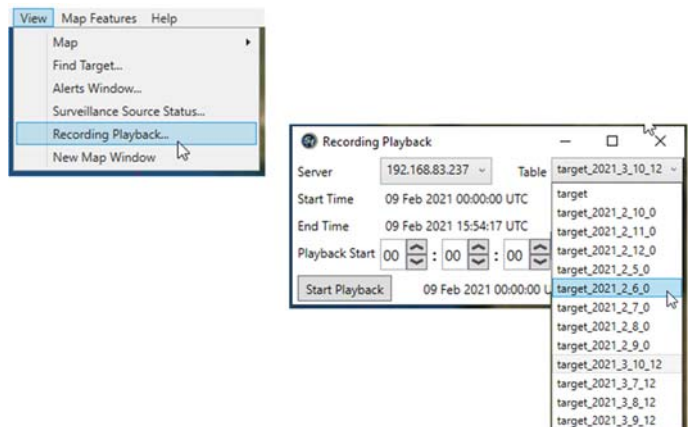 View Map Features Help
Map
Find Target...
Alerts Window...
Surveillance Source Status...
Recording Playback...
New Map Window
Recording Playback
Server 192.168.83.237 Table target_2021_3_10_12
Start Time 09 Feb 2021 00:00:00 UTC
End Time 09 Feb 2021 15:54:17 UTC
Playback Start 00 : 00 : 00
Start Playback 09 Feb 2021 00:00:00 U
target
target_2021_2_10_0
target_2021_2_11_0
target_2021_2_12_0
target_2021_2_5_0
target_2021_2_6_0
target_2021_2_7_0
target_2021_2_8_0
target_2021_2_9_0
target_2021_3_10_12
target_2021_3_7_12
target_2021_3_8_12
target_2021_3_9_12